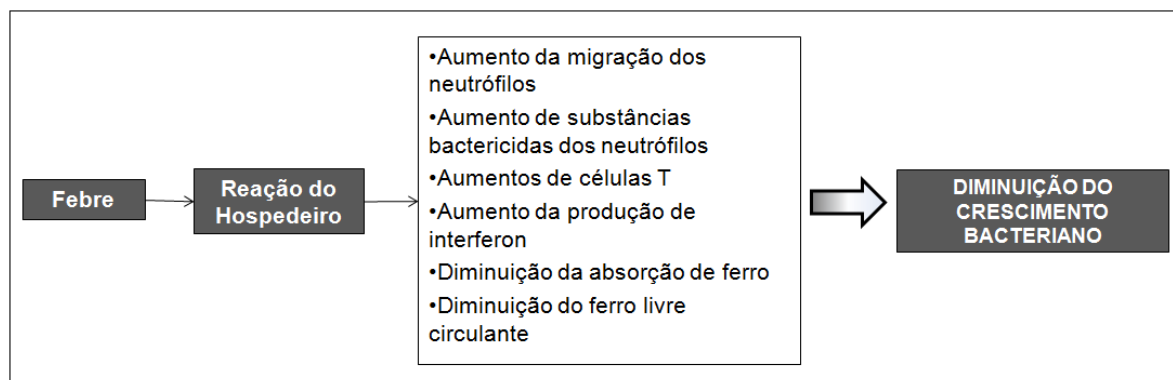 Febre
Reação do
Hospedeiro
•Aumento da migração dos
neutrófilos
•Aumento de substâncias
bactericidas dos neutrófilos
•Aumentos de células T
•Aumento da produção de
interferon
•Diminuição da absorção de ferro
•Diminuição do ferro livre
circulante
DIMINUIÇÃO DO
CRESCIMENTO
BACTERIANO